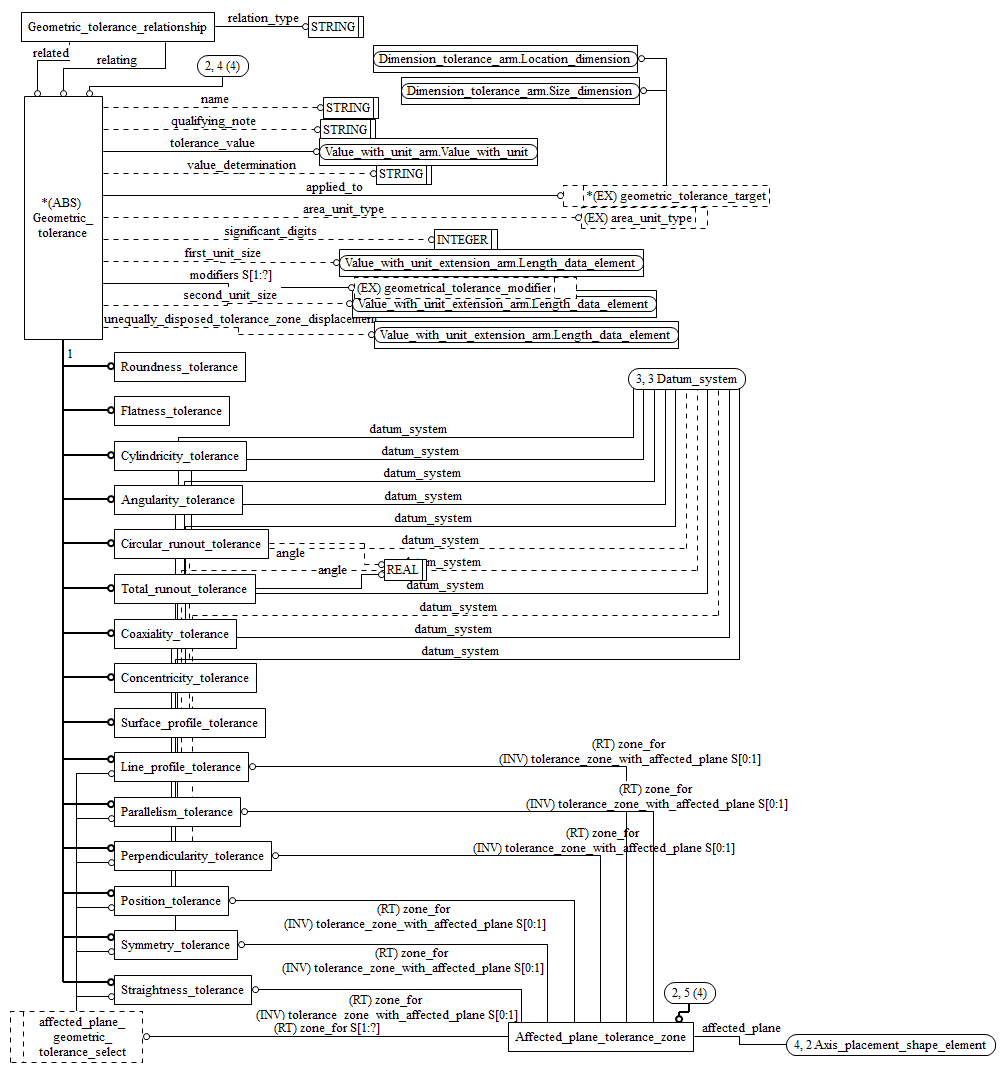 Geometric_tolerance_relationship
relation_type
STRING
related
relating
2, 4 (4)
Dimension_tolerance_arm.Location_dimension
Dimension_tolerance_arm.Size_dimension
*(ABS)
Geometric_
tolerance
name
STRING
qualifying_note
STRING
tolerance_value
Value_with_unit_arm.Value_with_unit
value_determination
STRING
applied_to
*(EX) geometric_tolerance_target
area_unit_type
(EX) area_unit_type
significant_digits
INTEGER
first_unit_size
Value_with_unit_extension_arm.Length_data_element
modifiers S[1:?]
(EX) geometrical_tolerance_modifier
second_unit_size
Value_with_unit_extension_arm.Length_data_element
unequally_disposed_tolerance_zone_displacement
Value_with_unit_extension_arm.Length_data_element
1
Roundness_tolerance
3, 3 Datum_system
Flatness_tolerance
datum_system
Cylindricity_tolerance
datum_system
datum_system
Angularity_tolerance
datum_system
datum_system
Circular_runout_tolerance
datum_system
angle
REAL
datum_system
angle
Total_runout_tolerance
datum_system
datum_system
Coaxiality_tolerance
datum_system
datum_system
Concentricity_tolerance
Surface_profile_tolerance
Line_profile_tolerance
(RT) zone_for
(INV) tolerance_zone_with_affected_plane S[0:1]
Parallelism_tolerance
(RT) zone_for
(INV) tolerance_zone_with_affected_plane S[0:1]
Perpendicularity_tolerance
(RT) zone_for
(INV) tolerance_zone_with_affected_plane S[0:1]
Position_tolerance
(RT) zone_for
(INV) tolerance_zone_with_affected_plane S[0:1]
Symmetry_tolerance
(RT) zone_for
(INV) tolerance_zone_with_affected_plane S[0:1]
Straightness_tolerance
(RT) zone_for
(INV) tolerance_zone_with_affected_plane S[0:1]
2, 5 (4)
affected_plane_
geometric_
tolerance_select
(RT) zone_for S[1:?]
Affected_plane_tolerance_zone
affected_plane
4, 2 Axis_placement_shape_element